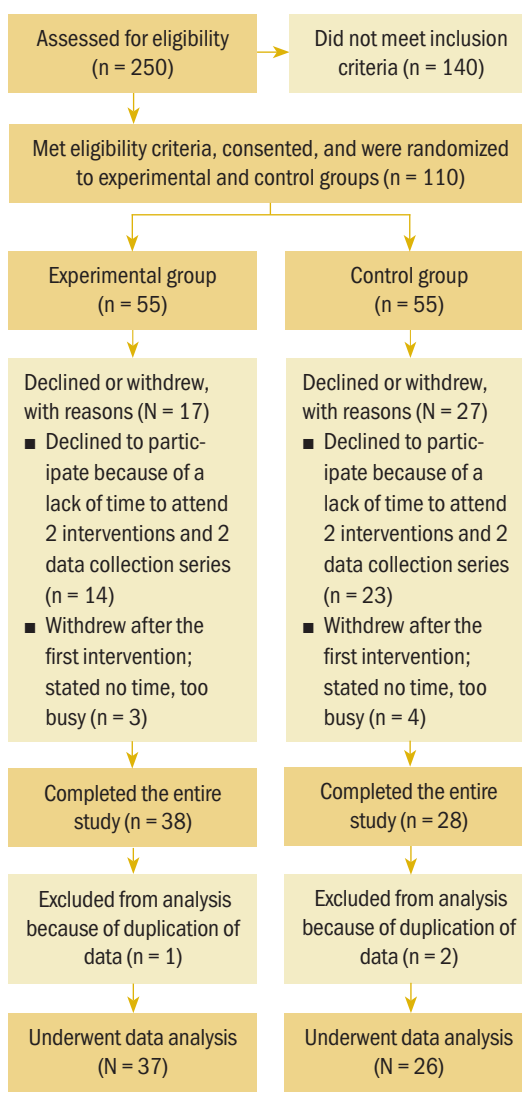 Assessed for eligibility
(n = 250)
Did not meet inclusion
criteria (n = 140)
Met eligibility criteria, consented, and were randomized
to experimental and control groups (n = 110)
Experimental group
(n = 55)
Control group
(n = 55)
Declined or withdrew,
with reasons (N = 17)
■ Declined to partic-
ipate because of a
lack of time to attend
2 interventions and 2
data collection series
(n = 14)
■ Withdrew after the
first intervention;
stated no time, too
busy (n = 3)
Declined or withdrew,
with reasons (N = 27)
■ Declined to partic-
ipate because of a
lack of time to attend
2 interventions and 2
data collection series
(n = 23)
■ Withdrew after the
first intervention;
stated no time, too
busy (n = 4)
Completed the entire
study (n = 38)
Completed the entire
study (n = 28)
Excluded from analysis
because of duplication of
data (n = 1)
Excluded from analysis
because of duplication of
data (n = 2)
Underwent data analysis
(N = 37)
Underwent data analysis
(N = 26)